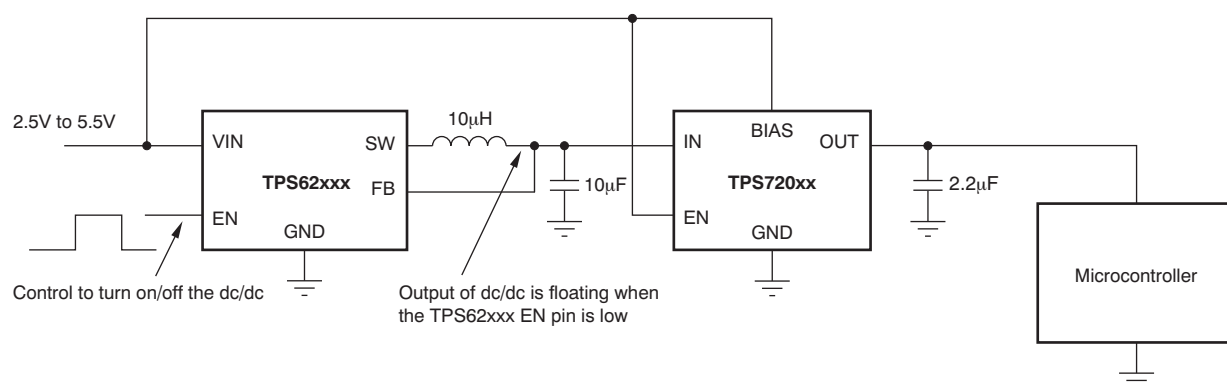 2.5V to 5.5V
VIN
SW
FB
TPS62xxx
EN
GND
10μH
10μF
Control to turn on/off the dc/dc
Output of dc/dc is floating when
the TPS62xxx EN pin is low
IN
BIAS
OUT
TPS720xx
EN
GND
2.2μF
Microcontroller